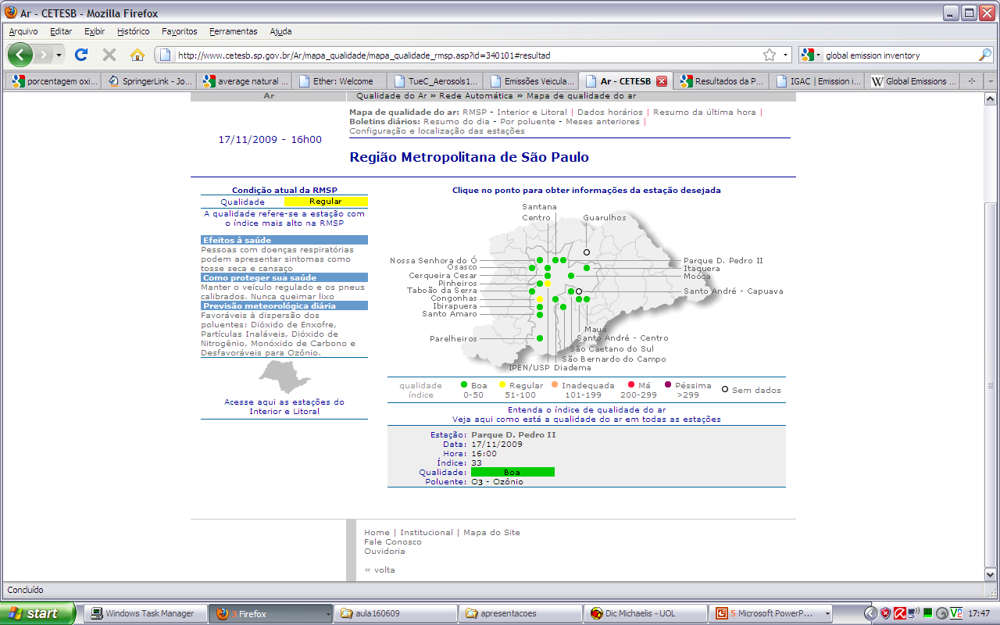 Ar - CETESB - Mozilla Firefox
Arquivo Editar Exibir Histórico Favoritos Ferramentas Ajuda
http://www.cetesb.sp.gov.br/Ar/mapa_qualidade/mapa_qualidade_rmsp.asp?id=340101#resultad
global emission inventory
porcentagem oxi...
SpringerLink - Jo...
average natural ...
Ether: Welcome
TueC_Aerosols1...
Emissões Veicula...
Ar - CETESB
Resultados da P...
IGAC | Emission i...
Global Emissions ...
Ar
Qualidade do Ar » Rede Automática » Mapa de qualidade do ar
Mapa de qualidade do ar: RMSP - Interior e Litoral | Dados horários | Resumo da última hora |
Boletins diários: Resumo do dia - Por poluente - Meses anteriores |
Configuração e localização das estações
17/11/2009 - 16h00
Região Metropolitana de São Paulo
Condição atual da RMSP
Qualidade Regular
A qualidade refere-se a estação com
o índice mais alto na RMSP
Efeitos à saúde
Pessoas com doenças respiratórias
podem apresentar sintomas como
tosse seca e cansaço
Como proteger sua saúde
Manter o veículo regulado e os pneus
calibrados. Nunca queimar lixo
Previsão meteorológica diária
Favoráveis à dispersão dos
poluentes: Dióxido de Enxofre,
Partículas Inaláveis, Dióxido de
Nitrogênio, Monóxido de Carbono e
Desfavoráveis para Ozônio.
Acesse aqui as estações do
Interior e Litoral
Clique no ponto para obter informações da estação desejada
Santana
Centro
Guarulhos
Nossa Senhora do Ó
Osasco
Cerqueira Cesar
Pinheiros
Taboão da Serra
Congonhas
Ibirapuera
Santo Amaro
Parelheiros
Parque D. Pedro II
Itaquera
Moóca
Santo André - Capuava
Mauá
Santo André - Centro
São Caetano do Sul
São Bernardo do Campo
IPEN/USP Diadema
qualidade Boa Regular Inadequada Má Péssima Sem dados
índice 0-50 51-100 101-199 200-299 >299
Entenda o índice de qualidade do ar
Veja aqui como está a qualidade do ar em todas as estações
Estação: Parque D. Pedro II
Data: 17/11/2009
Hora: 16:00
Índice: 33
Qualidade: Boa
Poluente: O3 - Ozônio
Home | Institucional | Mapa do Site
Fale Conosco
Ouvidoria
« volta
Concluído
start
Windows Task Manager
3 Firefox
aula160609
apresentacoes
Dic Michaelis - UOL
5 Microsoft PowerP...
17:47